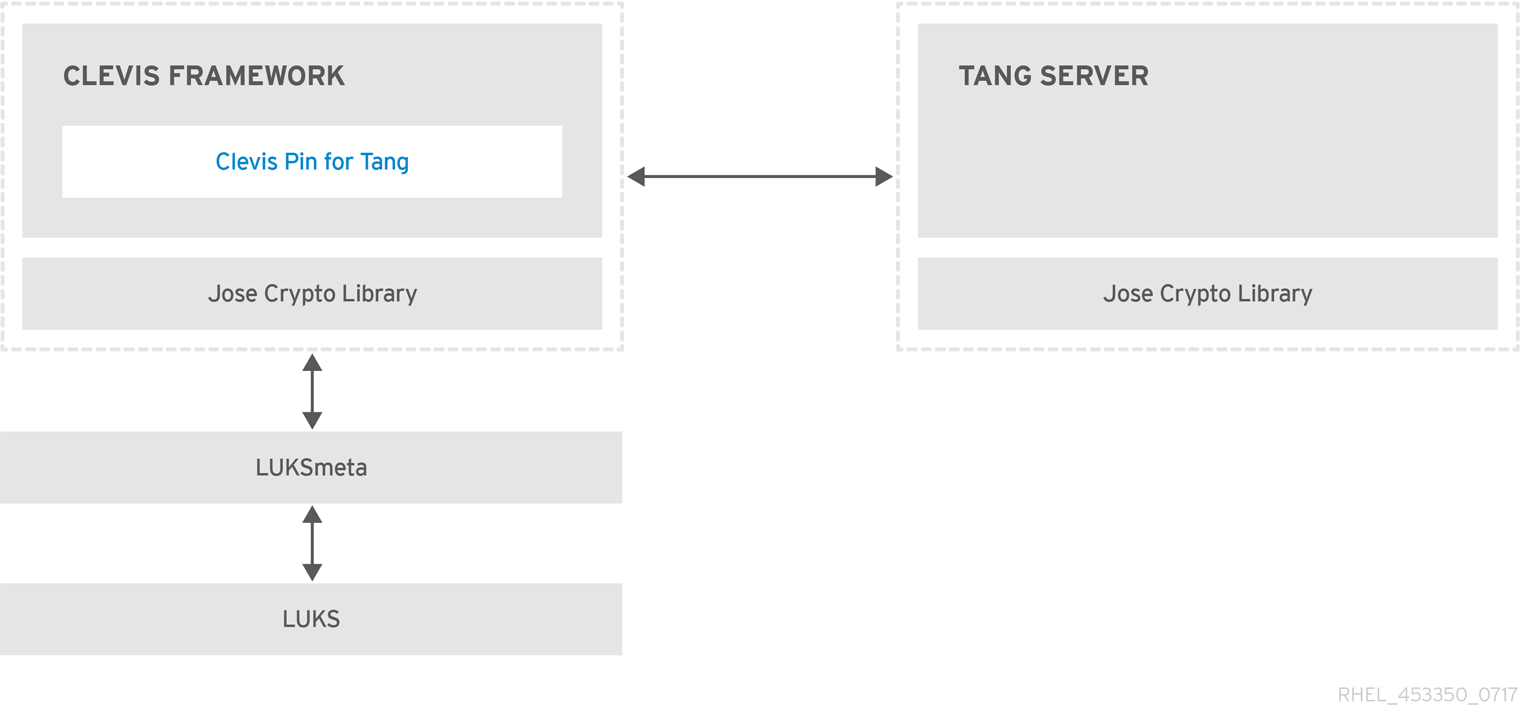 CLEVIS FRAMEWORK
Clevis Pin for Tang
Jose Crypto Library
TANG SERVER
Jose Crypto Library
LUKSmeta
LUKS
RHEL_453350_0717